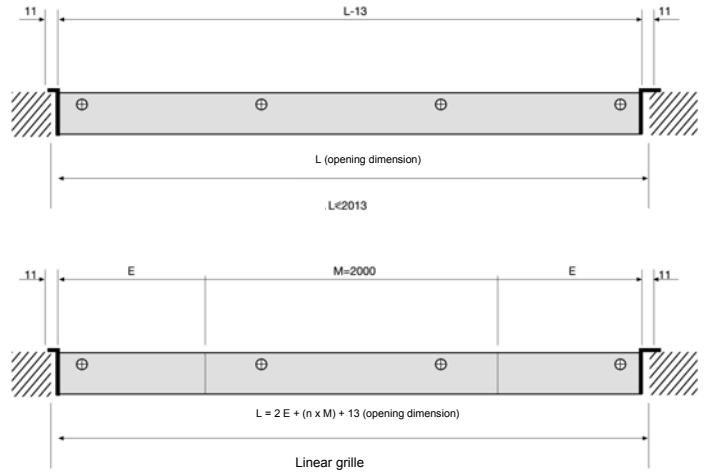 11 L-13 11
L (opening dimension)
L<2013
11 E M=2000 E 11
L = 2 E + (n x M) + 13 (opening dimension)
Linear grille